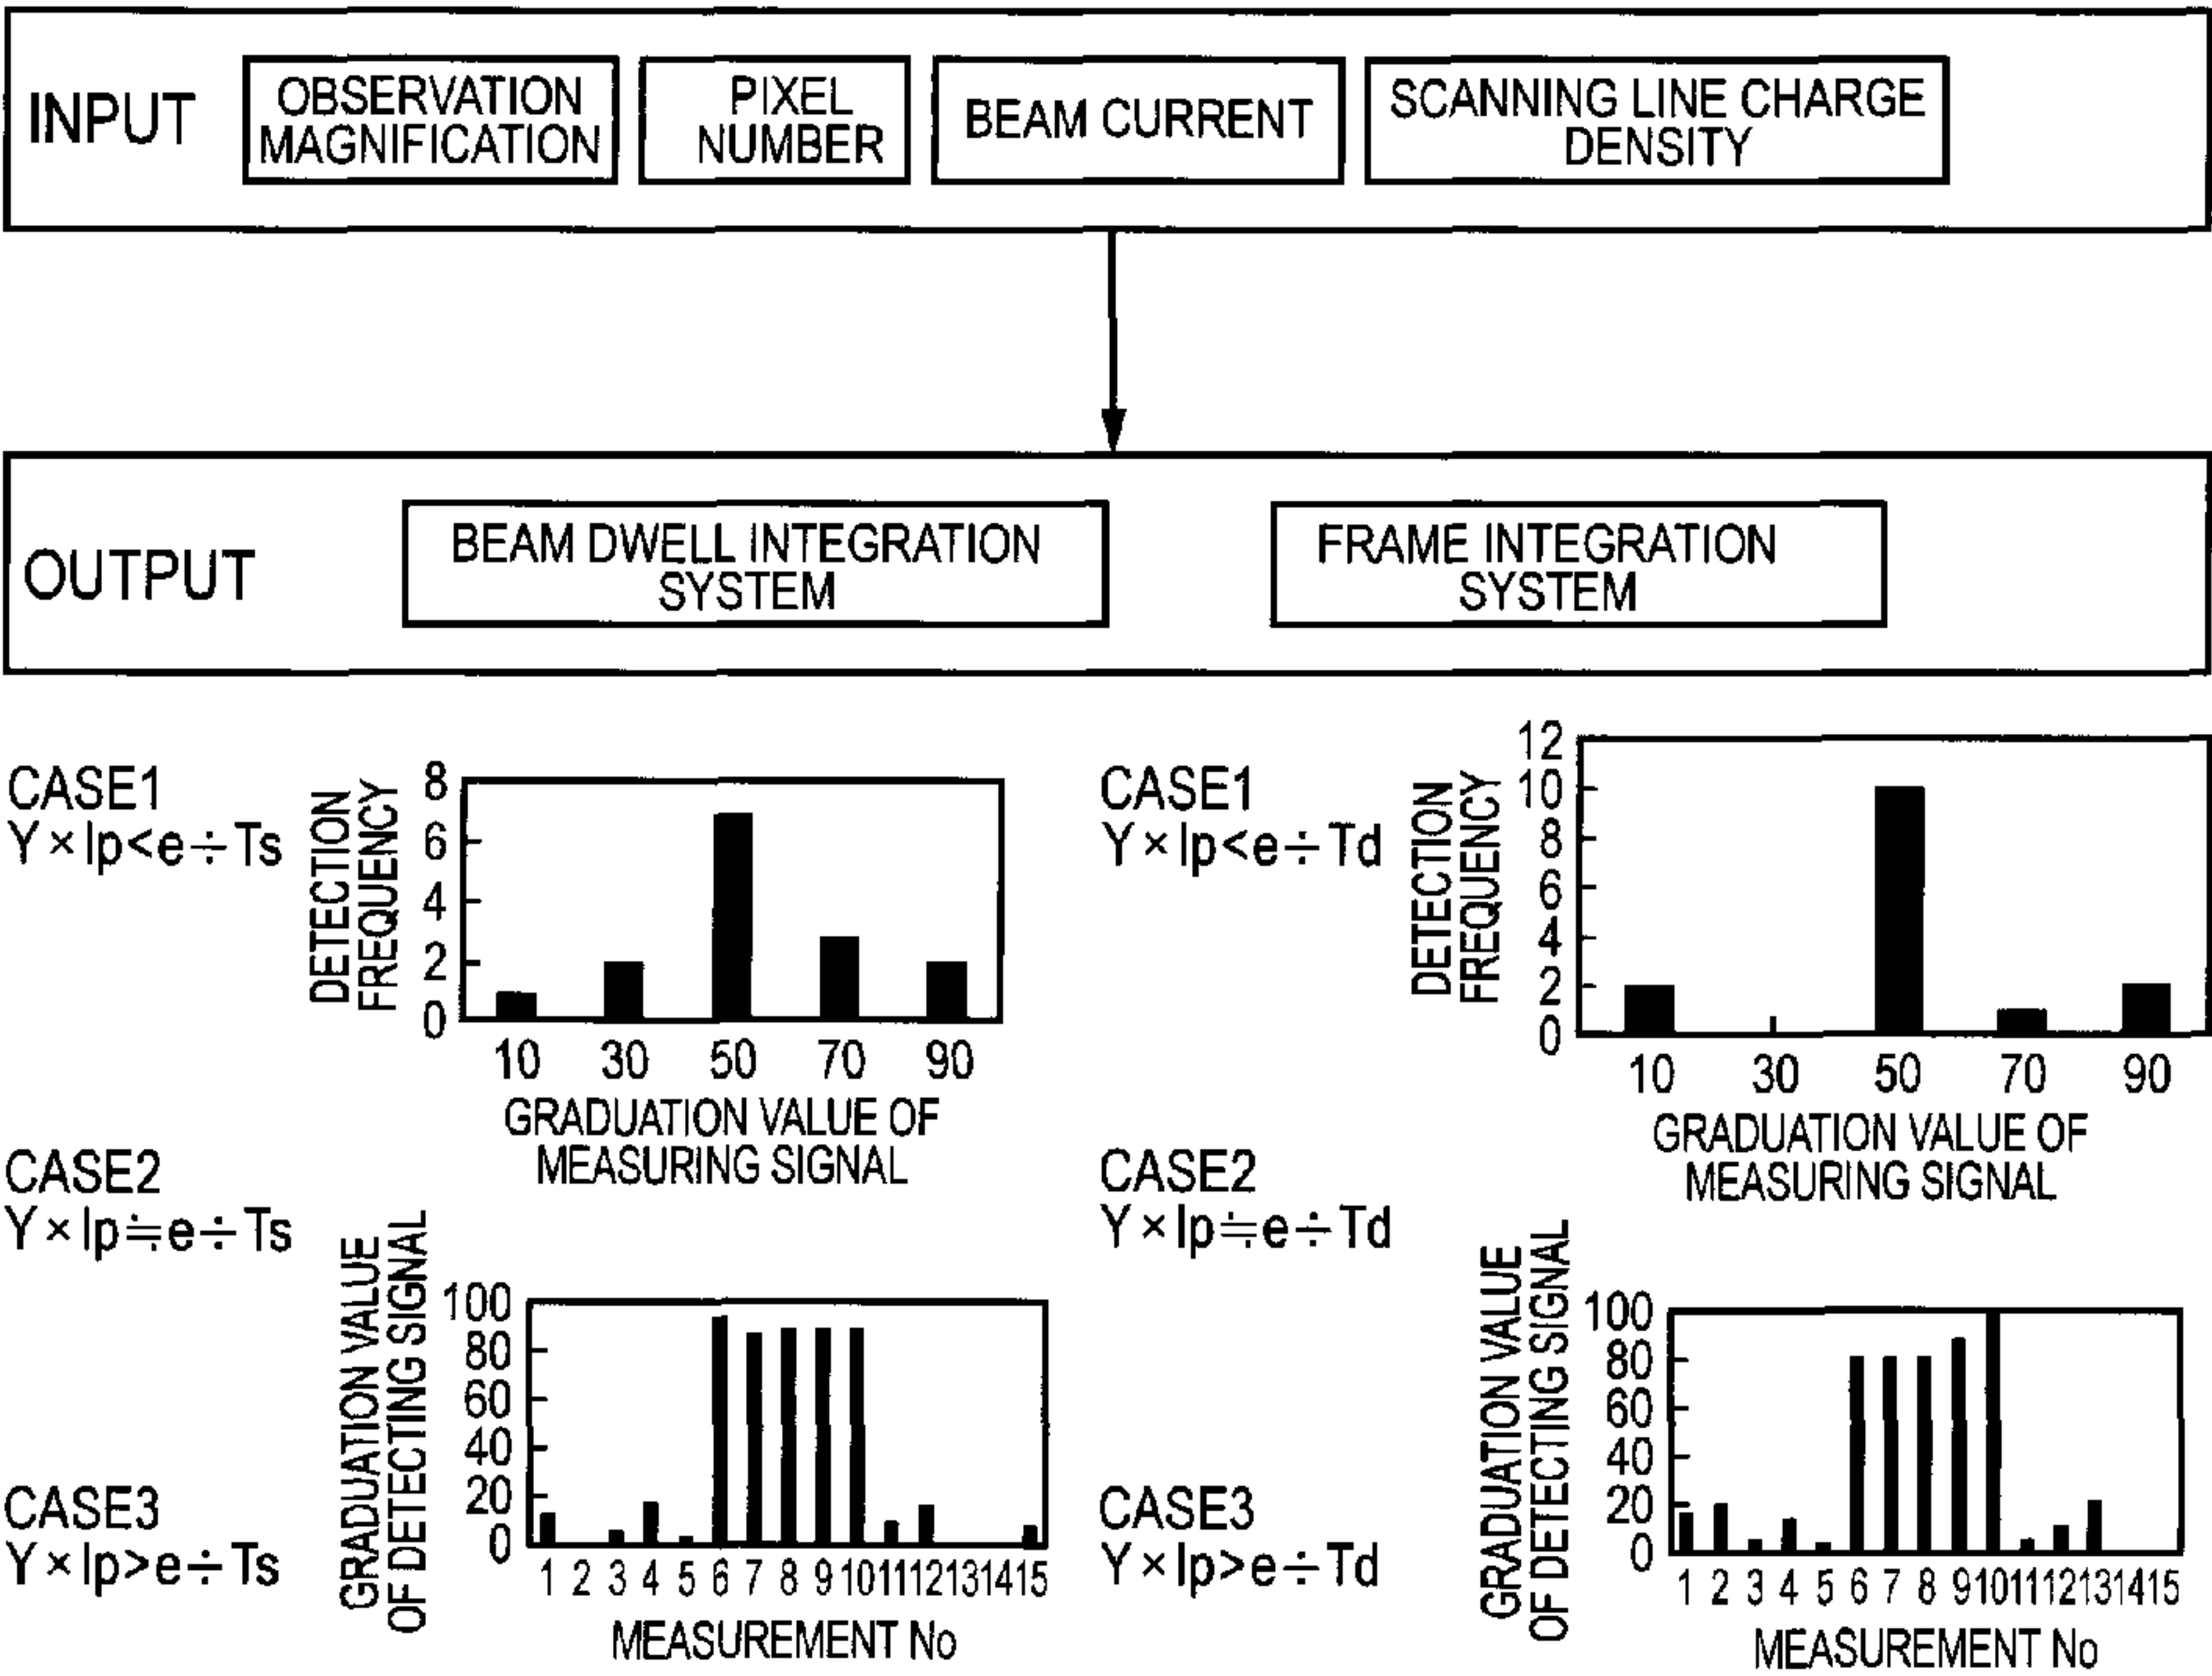 INPUT
OBSERVATION
MAGNIFICATION
PIXEL
NUMBER
BEAM CURRENT
SCANNING LINE CHARGE
DENSITY
OUTPUT
BEAM DWELL INTEGRATION
SYSTEM
FRAME INTEGRATION
SYSTEM
CASE1
Y×Ip<e÷Ts
DETECTION
FREQUENCY
8
6
4
2
0
10 30 50 70 90
GRADUATION VALUE OF
MEASURING SIGNAL
CASE2
Y×Ip≒e÷Ts
CASE3
Y×Ip>e÷Ts
GRADUATION VALUE
OF DETECTING SIGNAL
100
80
60
40
20
0
1 2 3 4 5 6 7 8 9 10 11 12 13 14 15
MEASUREMENT No
CASE1
Y×Ip<e÷Td
DETECTION
FREQUENCY
12
10
8
6
4
2
0
10 30 50 70 90
GRADUATION VALUE OF
MEASURING SIGNAL
CASE2
Y×Ip≒e÷Td
CASE3
Y×Ip>e÷Td
GRADUATION VALUE
OF DETECTING SIGNAL
100
80
60
40
20
0
1 2 3 4 5 6 7 8 9 10 11 12 13 14 15
MEASUREMENT No